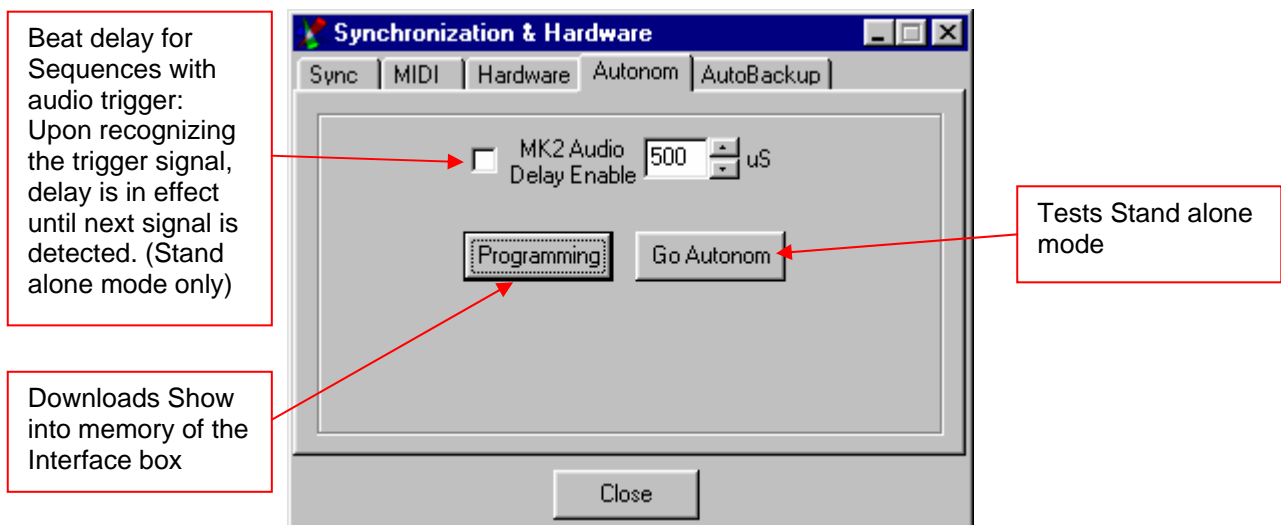 Beat delay for
Sequences with
audio trigger:
Upon recognizing
the trigger signal,
delay is in effect
until next signal is
detected. (Stand
alone mode only)
Downloads Show
into memory of the
Interface box
Synchronization & Hardware
Sync MIDI Hardware Autonom AutoBackup
MK2 Audio
Delay Enable
500 uS
Programming Go Autonom
Close
Tests Stand alone
mode